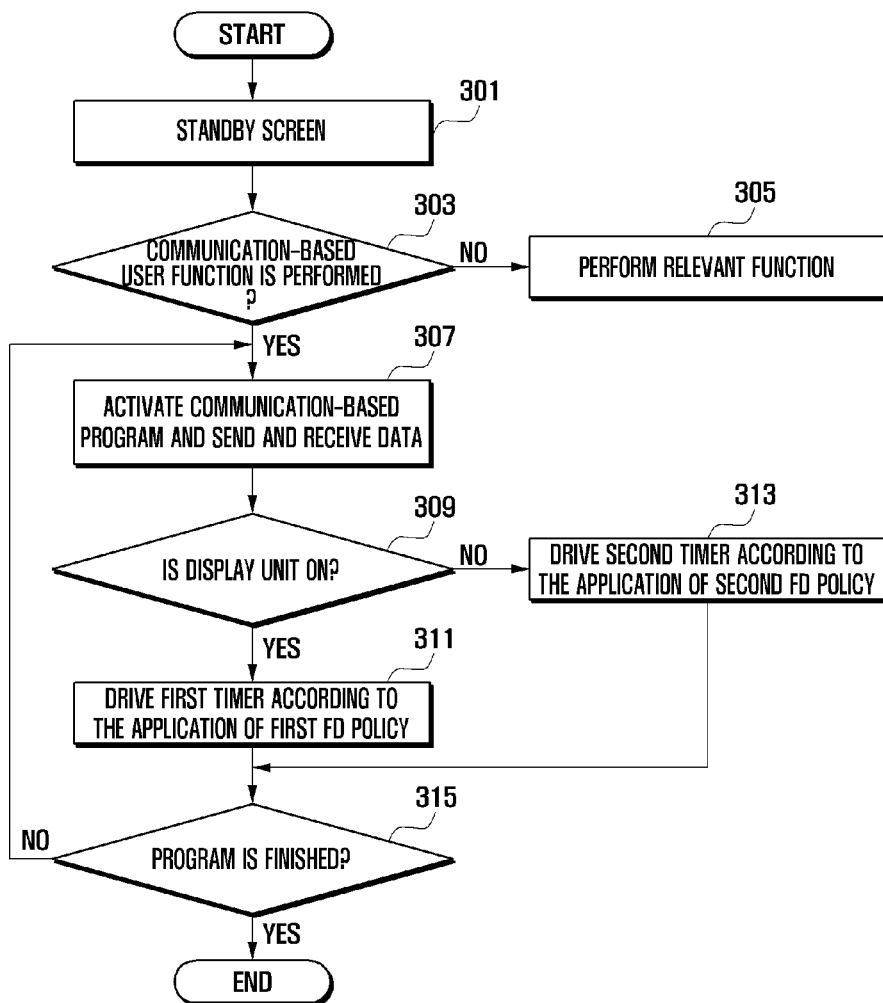 START
301
STANDBY SCREEN
303
COMMUNICATION-BASED
USER FUNCTION IS PERFORMED
?
NO
305
PERFORM RELEVANT FUNCTION
YES
307
ACTIVATE COMMUNICATION-BASED
PROGRAM AND SEND AND RECEIVE DATA
309
IS DISPLAY UNIT ON?
NO
313
DRIVE SECOND TIMER ACCORDING TO
THE APPLICATION OF SECOND FD POLICY
YES
311
DRIVE FIRST TIMER ACCORDING TO
THE APPLICATION OF FIRST FD POLICY
315
NO
PROGRAM IS FINISHED?
YES
END